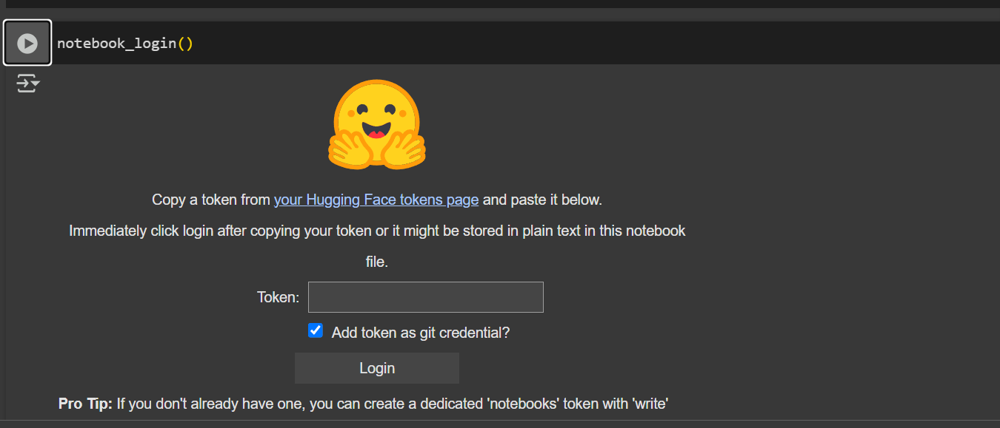 notebook_login()
Copy a token from your Hugging Face tokens page and paste it below.
Immediately click login after copying your token or it might be stored in plain text in this notebook
file.
Token:
Add token as git credential?
Login
Pro Tip: If you don't already have one, you can create a dedicated 'notebooks' token with 'write'